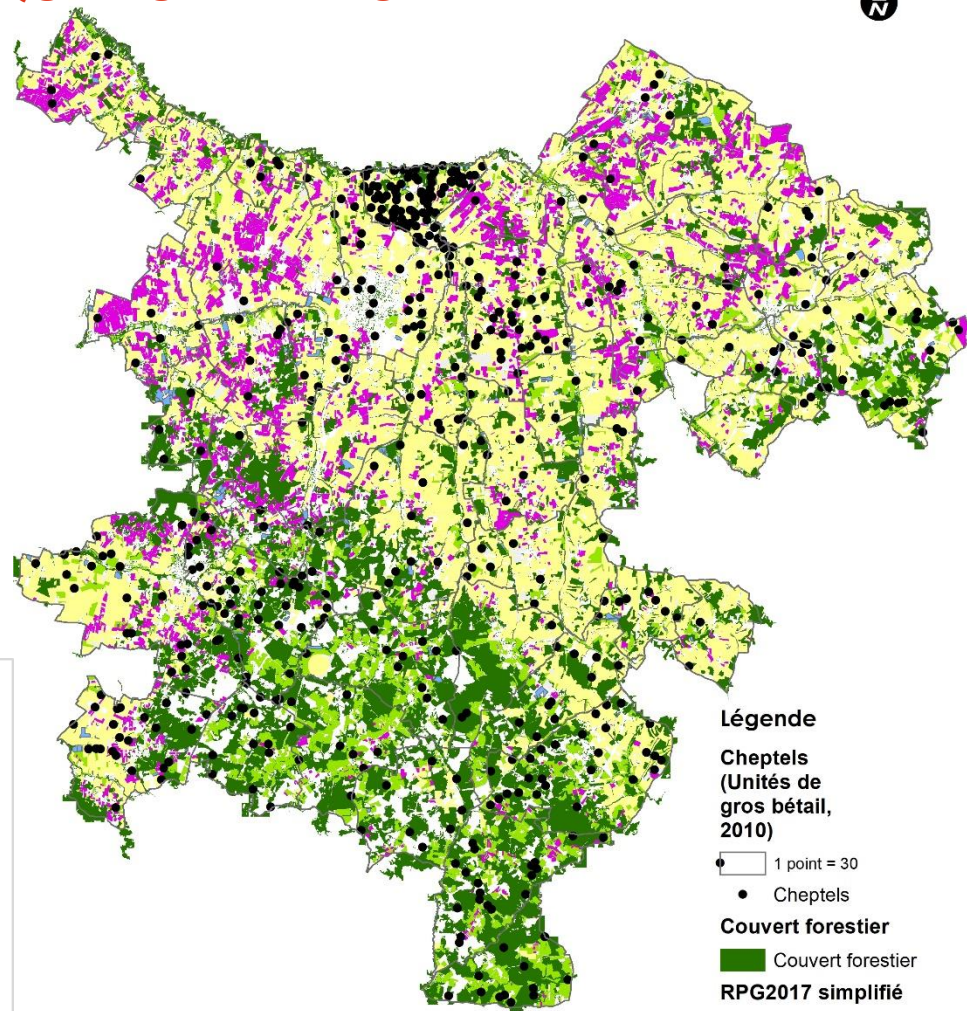 N
Légende
Cheptels
(Unités de
gros bétail,
2010)
1 point = 30
Cheptels
Couvert forestier
Couvert forestier
RPG2017 simplifié